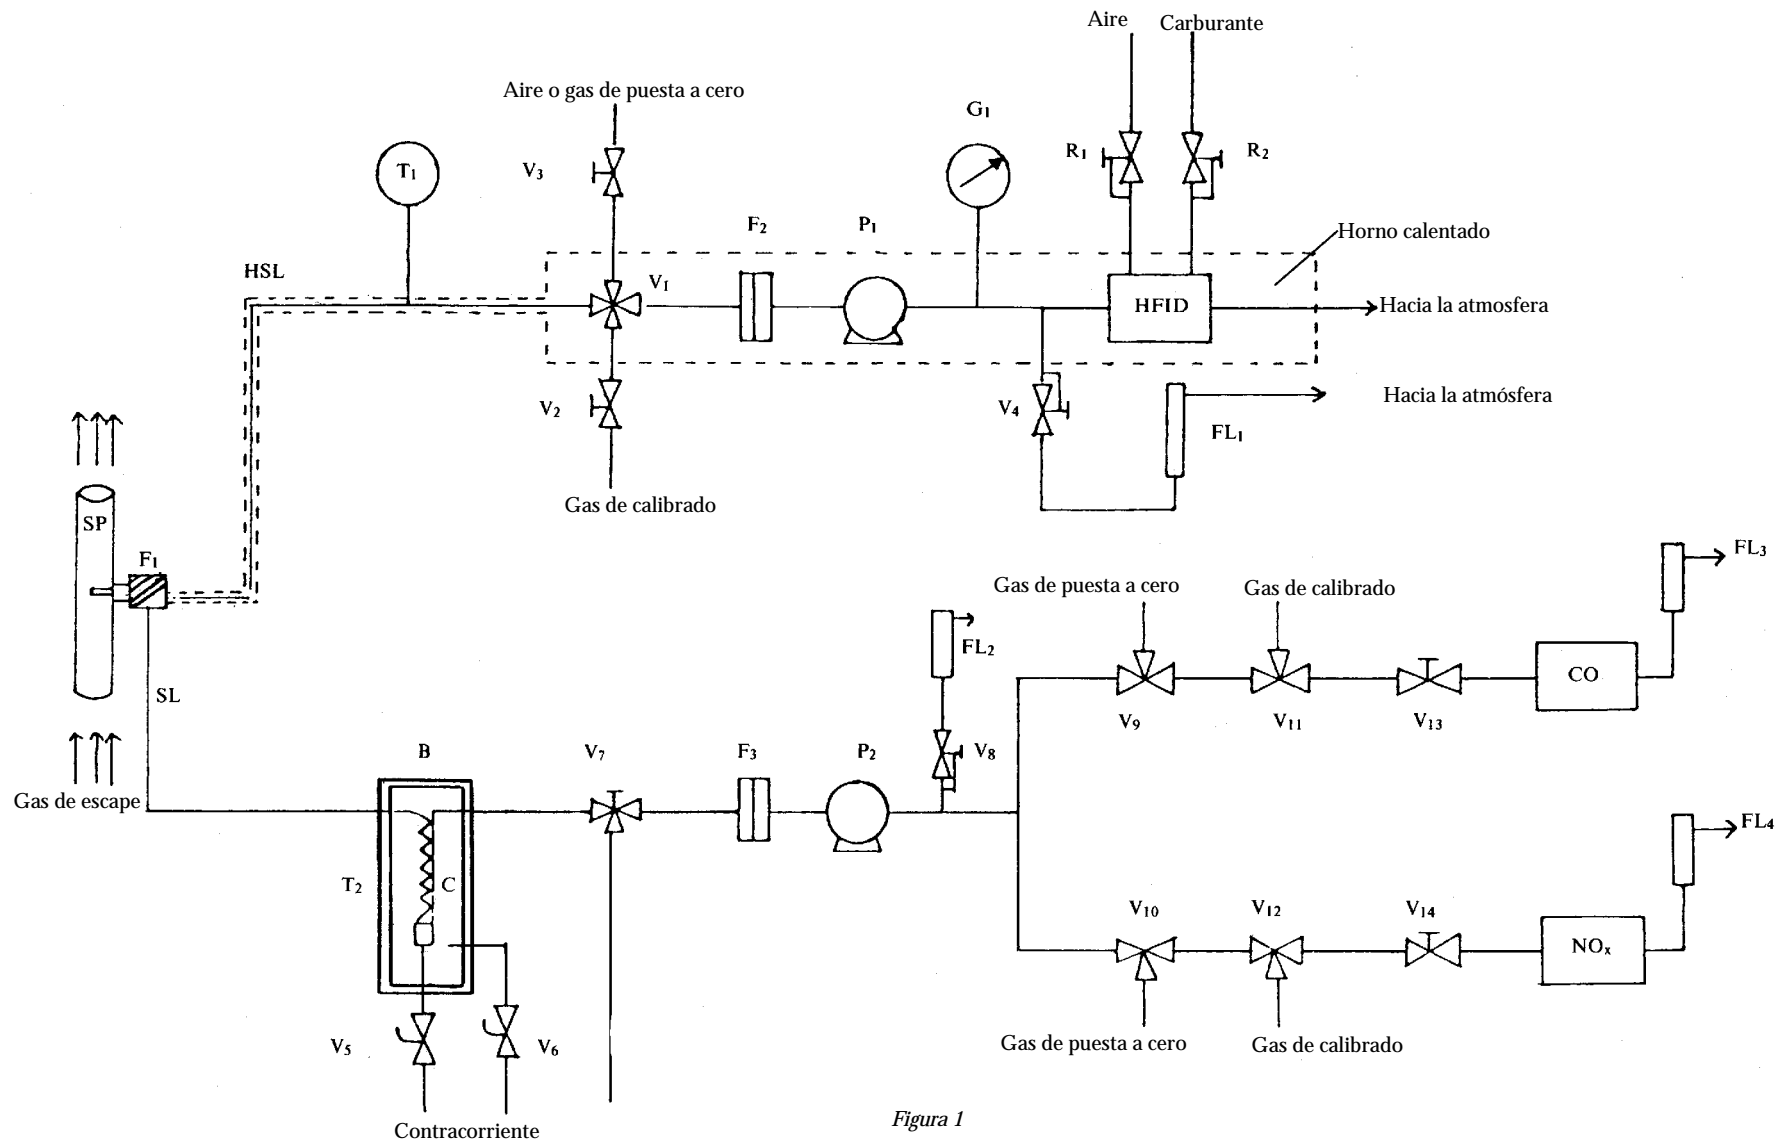 Aire
Carburante
Aire o gas de puesta a cero
G1
T1
V3
R1
R2
F2
P1
Horno calentado
HSL
V1
HFID
Hacia la atmosfera
Hacia la atmósfera
V2
V4
FL1
Gas de calibrado
SP
F1
FL3
Gas de puesta a cero
Gas de calibrado
FL2
CO
SL
V9
V11
V13
B
V7
F3
P2
V8
Gas de escape
FL4
T2
C
V10
V12
V14
NOx
V5
V6
Gas de puesta a cero
Gas de calibrado
Contracorriente
Figura 1